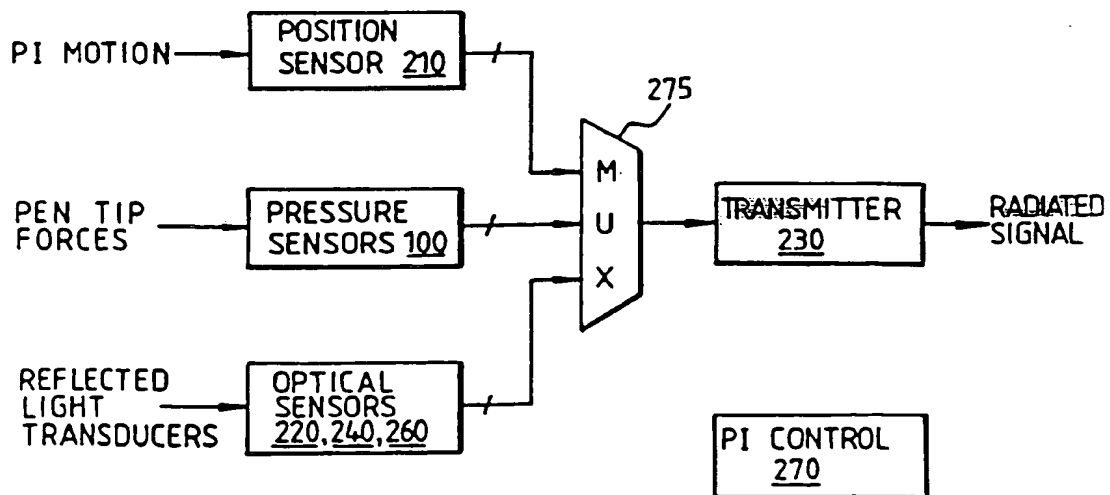 PI MOTION
POSITION
SENSOR 210
275
PEN TIP
FORCES
PRESSURE
SENSORS 100
M
U
X
TRANSMITTER
230
RADIATED
SIGNAL
REFLECTED
LIGHT
TRANSDUCERS
OPTICAL
SENSORS
220,240,260
PI CONTROL
270